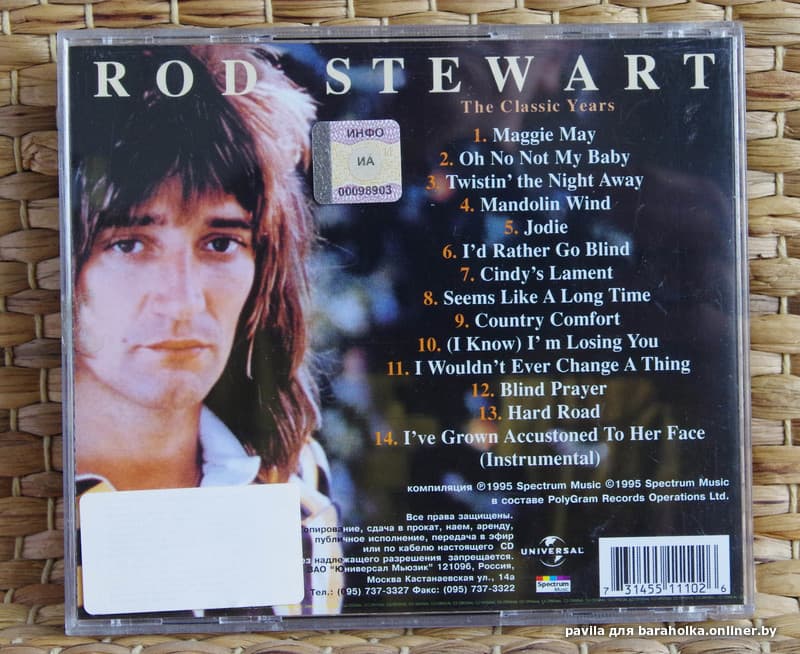 ROD STEWART
The Classic Years
ИНФО
ИА
00098903
1. Maggie May
2. Oh No Not My Baby
3. Twistin' the Night Away
4. Mandolin Wind
5. Jodie
6. I'd Rather Go Blind
7. Cindy's Lament
8. Seems Like A Long Time
9. Country Comfort
10. (I Know) I' m Losing You
11. I Wouldn't Ever Change A Thing
12. Blind Prayer
13. Hard Road
14. I've Grown Accustoned To Her Face
(Instrumental)
компиляция ℗1995 Spectrum Music ©1995 Spectrum Music
в составе PolyGram Records Operations Ltd.
Все права защищены.
сдача в прокат, наем, аренду,
публичное исполнение, передача в эфир
или по кабелю настоящего CD
надлежащего разрешения запрещается.
ЗАО "Юниверсал Мьюзик" 121096, Россия,
Москва Кастанаевская ул., 14а
Тел.: (095) 737-3327 Факс: (095) 737-3322
UNIVERSAL
Spectrum
Music
7 31455 11102 6
pavila для baraholka.onliner.by